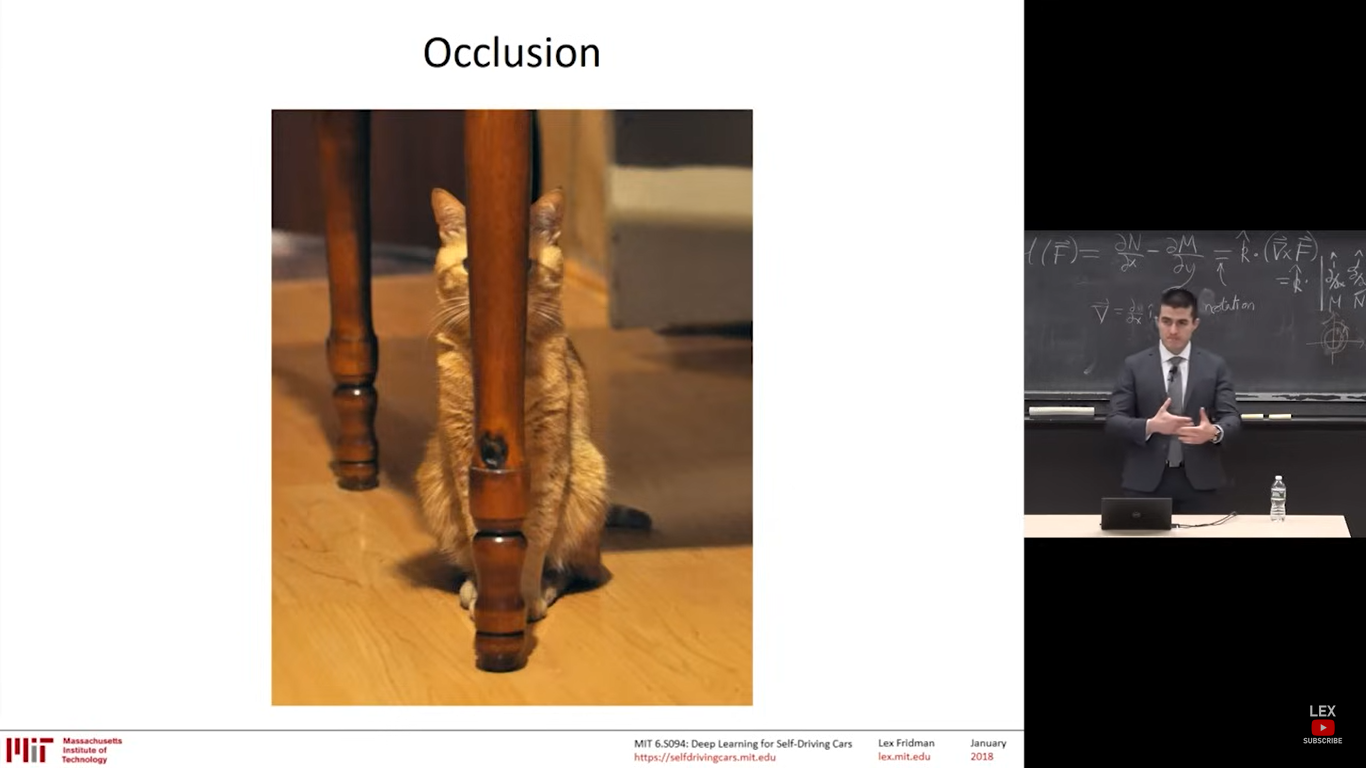 Occlusion
Massachusetts
Institute of
Technology
MIT 6.S094: Deep Learning for Self-Driving Cars
https://selfdrivingcars.mit.edu
Lex Fridman
lex.mit.edu
January
2018
= ∂N/∂x - ∂M/∂y = k̂ · (∇⃗ x F⃗)
notation
LEX
SUBSCRIBE